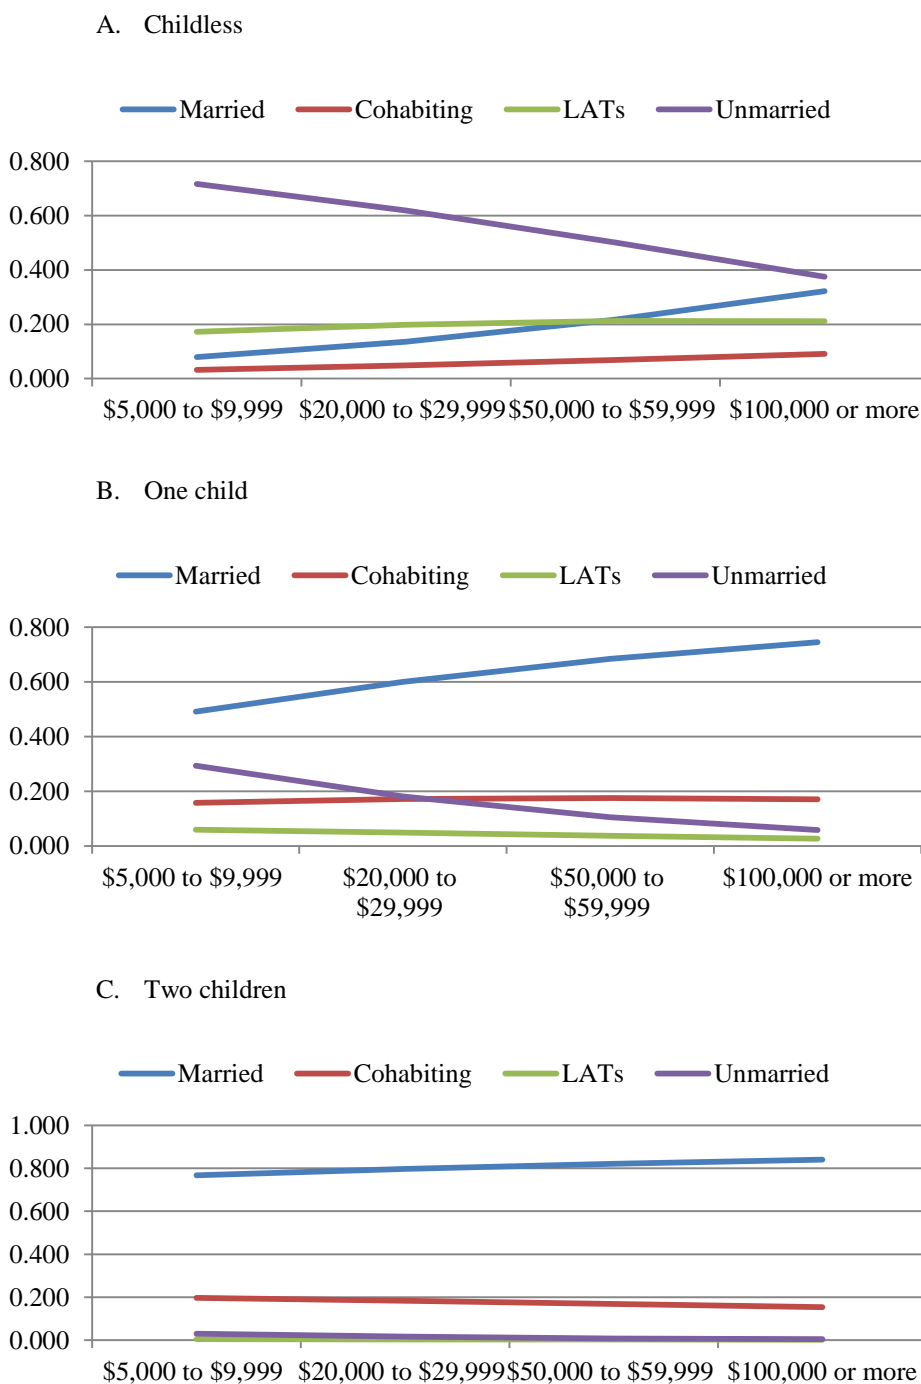 A. Childless
Married Cohabiting LATs Unmarried
0.800
0.600
0.400
0.200
0.000
$5,000 to $9,999 $20,000 to $29,999 $50,000 to $59,999 $100,000 or more
B. One child
Married Cohabiting LATs Unmarried
0.800
0.600
0.400
0.200
0.000
$5,000 to $9,999 $20,000 to $50,000 to $100,000 or more
$29,999 $59,999
C. Two children
Married Cohabiting LATs Unmarried
1.000
0.800
0.600
0.400
0.200
0.000
$5,000 to $9,999 $20,000 to $29,999 $50,000 to $59,999 $100,000 or more